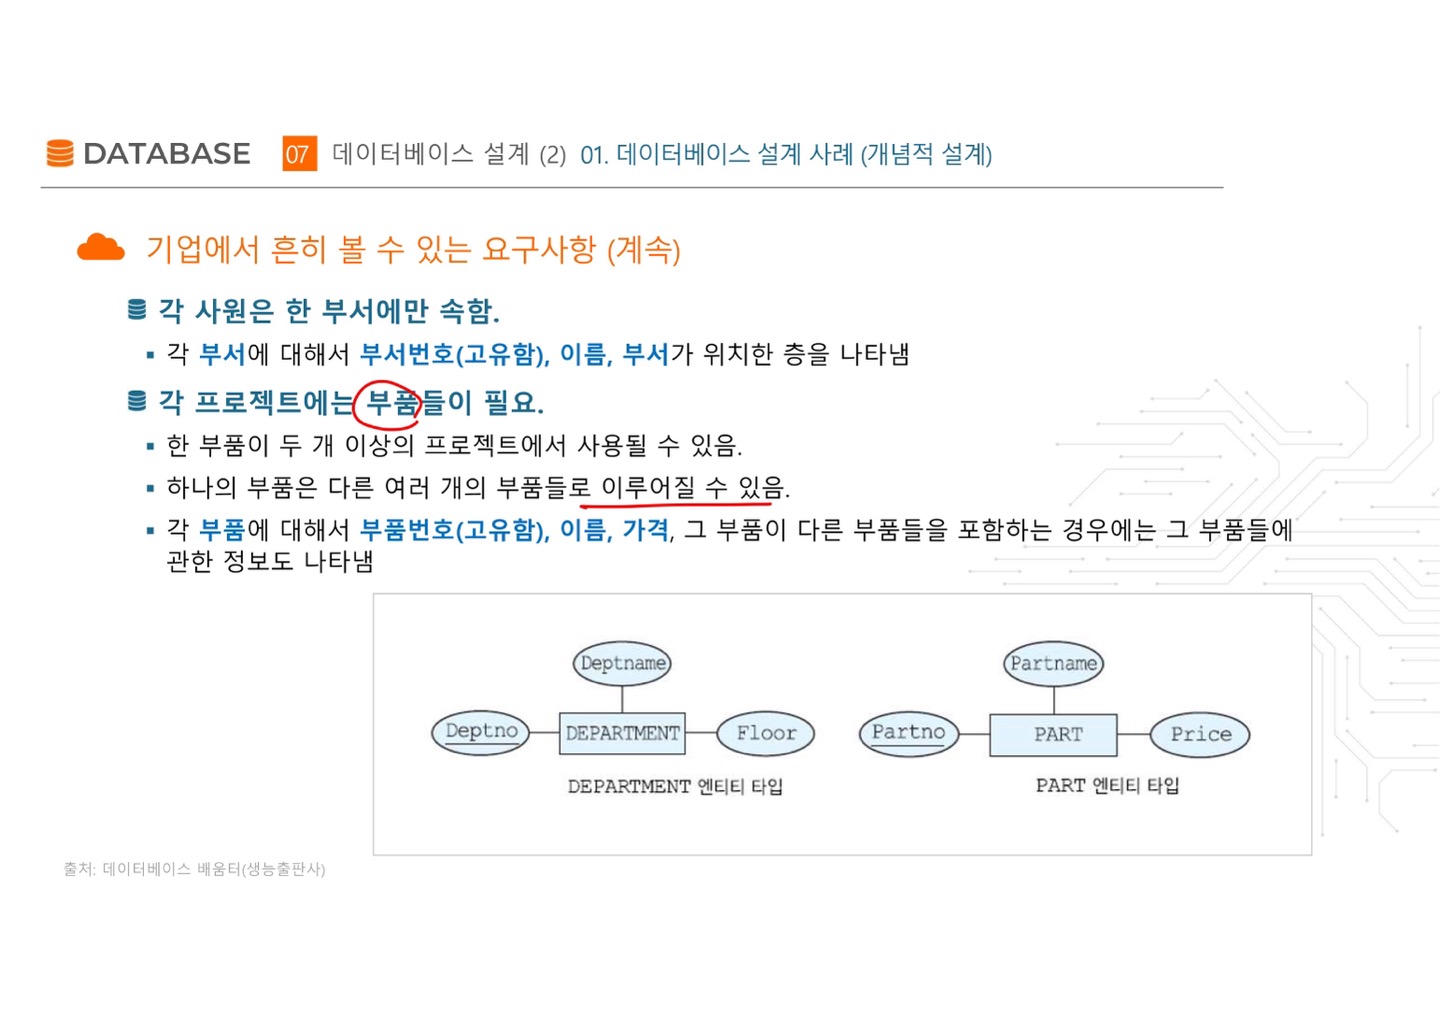 DATABASE 07 데이터베이스 설계 (2) 01. 데이터베이스 설계 사례 (개념적 설계)
기업에서 흔히 볼 수 있는 요구사항 (계속)
각 사원은 한 부서에만 속함.
▪ 각 부서에 대해서 부서번호(고유함), 이름, 부서가 위치한 층을 나타냄
각 프로젝트에는 부품들이 필요.
▪ 한 부품이 두 개 이상의 프로젝트에서 사용될 수 있음.
▪ 하나의 부품은 다른 여러 개의 부품들로 이루어질 수 있음.
▪ 각 부품에 대해서 부품번호(고유함), 이름, 가격, 그 부품이 다른 부품들을 포함하는 경우에는 그 부품들에
관한 정보도 나타냄
Deptname
Deptno DEPARTMENT Floor
DEPARTMENT 엔티티 타입
Partname
Partno PART Price
PART 엔티티 타입
출처: 데이터베이스 배움터(생능출판사)